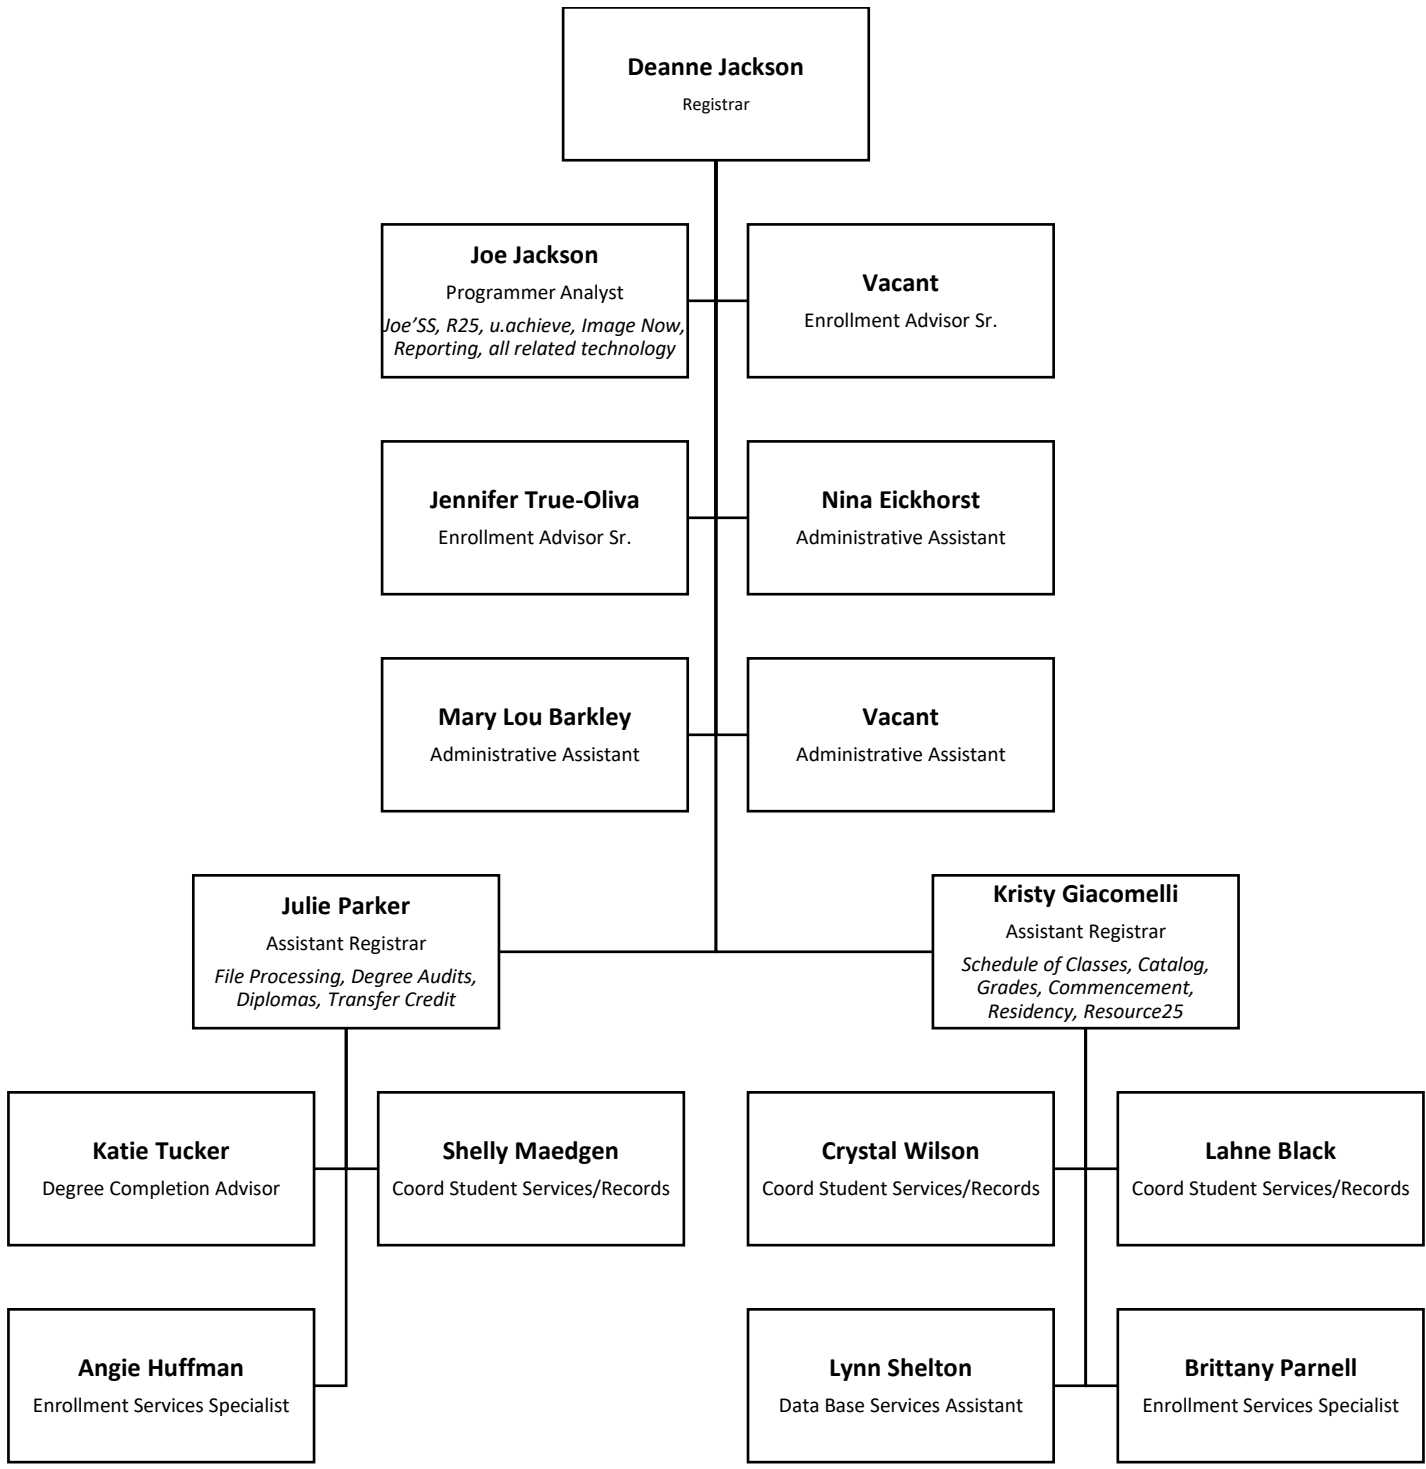 Deanne Jackson
Registrar
Joe Jackson
Programmer Analyst
Joe’SS, R25, u.achieve, Image Now,
Reporting, all related technology
Vacant
Enrollment Advisor Sr.
Jennifer True-Oliva
Enrollment Advisor Sr.
Nina Eickhorst
Administrative Assistant
Mary Lou Barkley
Administrative Assistant
Vacant
Administrative Assistant
Julie Parker
Assistant Registrar
File Processing, Degree Audits,
Diplomas, Transfer Credit
Kristy Giacomelli
Assistant Registrar
Schedule of Classes, Catalog,
Grades, Commencement,
Residency, Resource25
Katie Tucker
Degree Completion Advisor
Shelly Maedgen
Coord Student Services/Records
Crystal Wilson
Coord Student Services/Records
Lahne Black
Coord Student Services/Records
Angie Huffman
Enrollment Services Specialist
Lynn Shelton
Data Base Services Assistant
Brittany Parnell
Enrollment Services Specialist